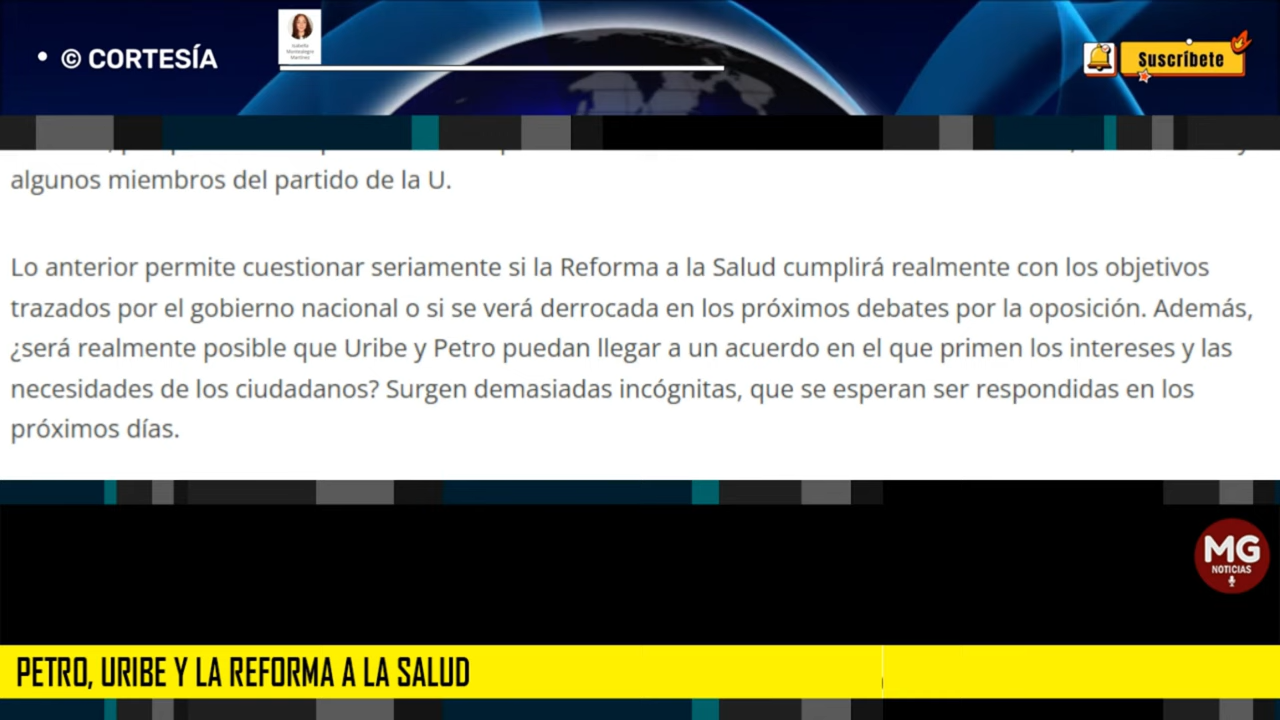 • © CORTESÍA
Isabella
Montealegre
Martínez
Suscríbete
algunos miembros del partido de la U.
Lo anterior permite cuestionar seriamente si la Reforma a la Salud cumplirá realmente con los objetivos
trazados por el gobierno nacional o si se verá derrocada en los próximos debates por la oposición. Además,
¿será realmente posible que Uribe y Petro puedan llegar a un acuerdo en el que primen los intereses y las
necesidades de los ciudadanos? Surgen demasiadas incógnitas, que se esperan ser respondidas en los
próximos días.
MG
NOTICIAS
PETRO, URIBE Y LA REFORMA A LA SALUD